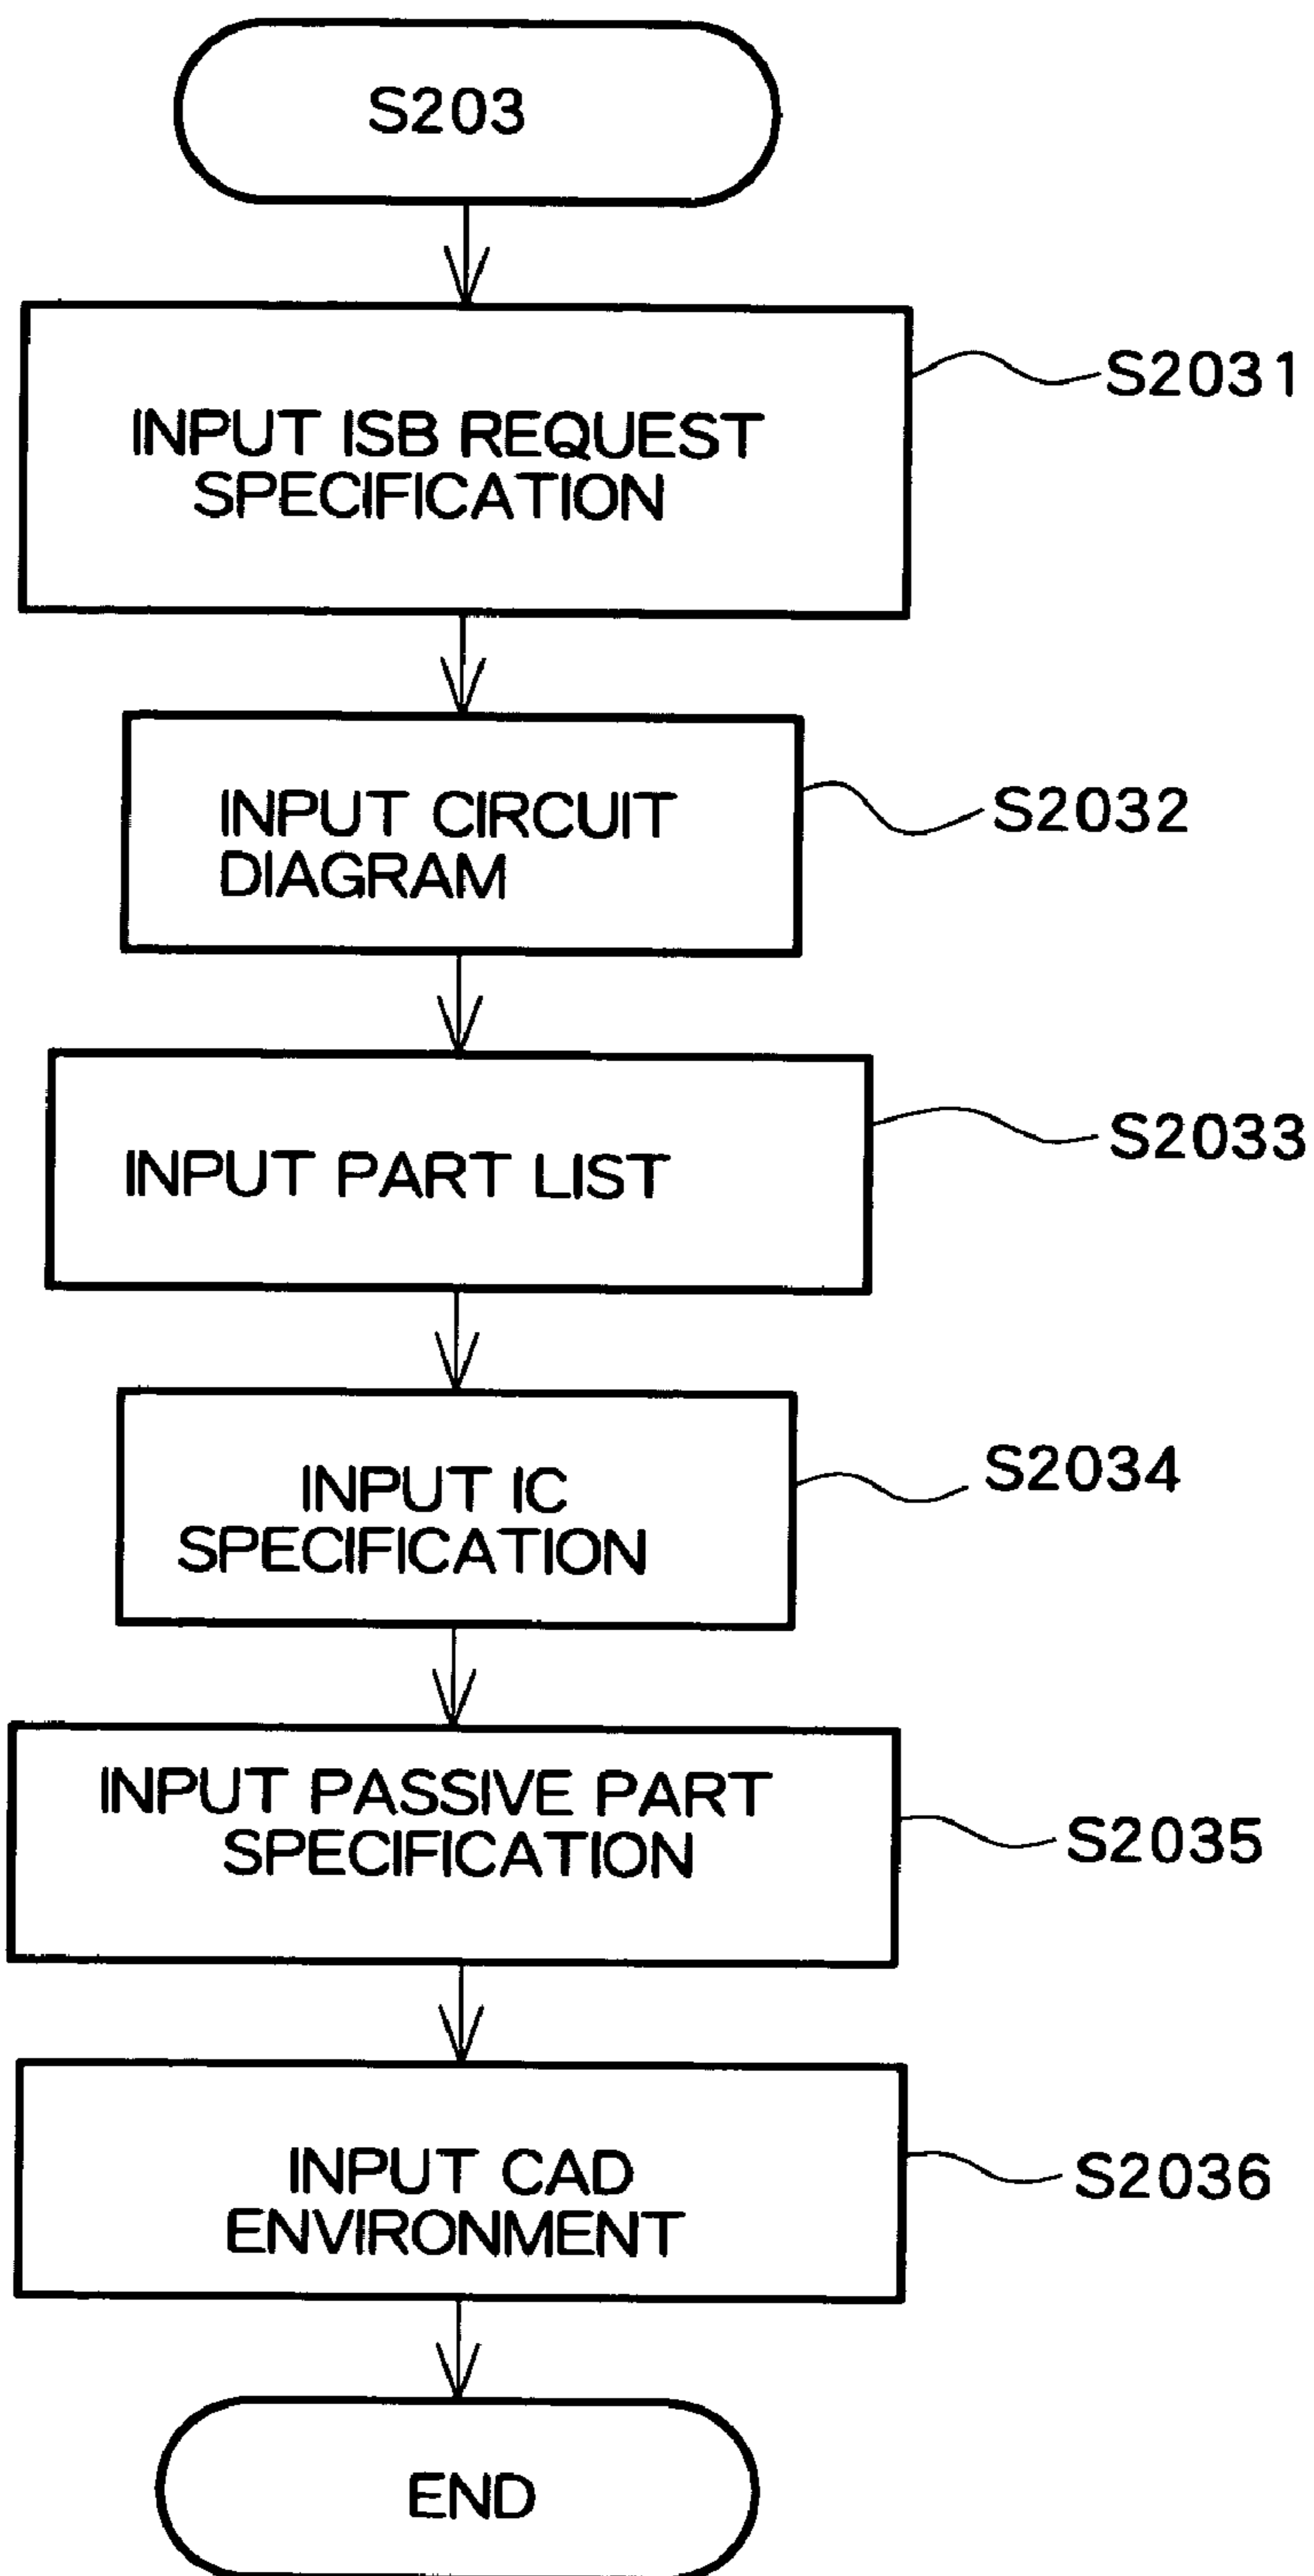 S203
INPUT ISB REQUEST
SPECIFICATION
S2031
INPUT CIRCUIT
DIAGRAM
S2032
INPUT PART LIST
S2033
INPUT IC
SPECIFICATION
S2034
INPUT PASSIVE PART
SPECIFICATION
S2035
INPUT CAD
ENVIRONMENT
S2036
END